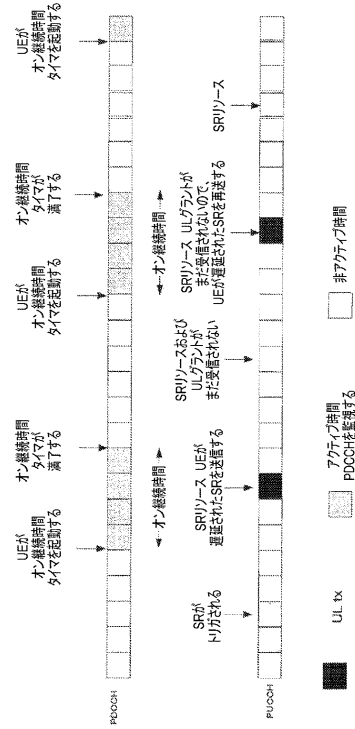 UEが
オン継続時間
タイマを起動する
オン継続時間
タイマが
満了する
UEが
オン継続時間
タイマを起動する
オン継続時間
タイマが
満了する
UEが
オン継続時間
タイマを起動する
PDCCH
オン継続時間
オン継続時間
SRが
トリガされる
SRリソース UEが
遅延されたSRを送信する
SRリソースおよび
ULグラントが
まだ受信されない
SRリソース ULグラントが
まだ受信されないので、
UEが遅延されたSRを再送する
SRリソース
PUCCH
UL tx
アクティブ時間
PDCCHを監視する
非アクティブ時間